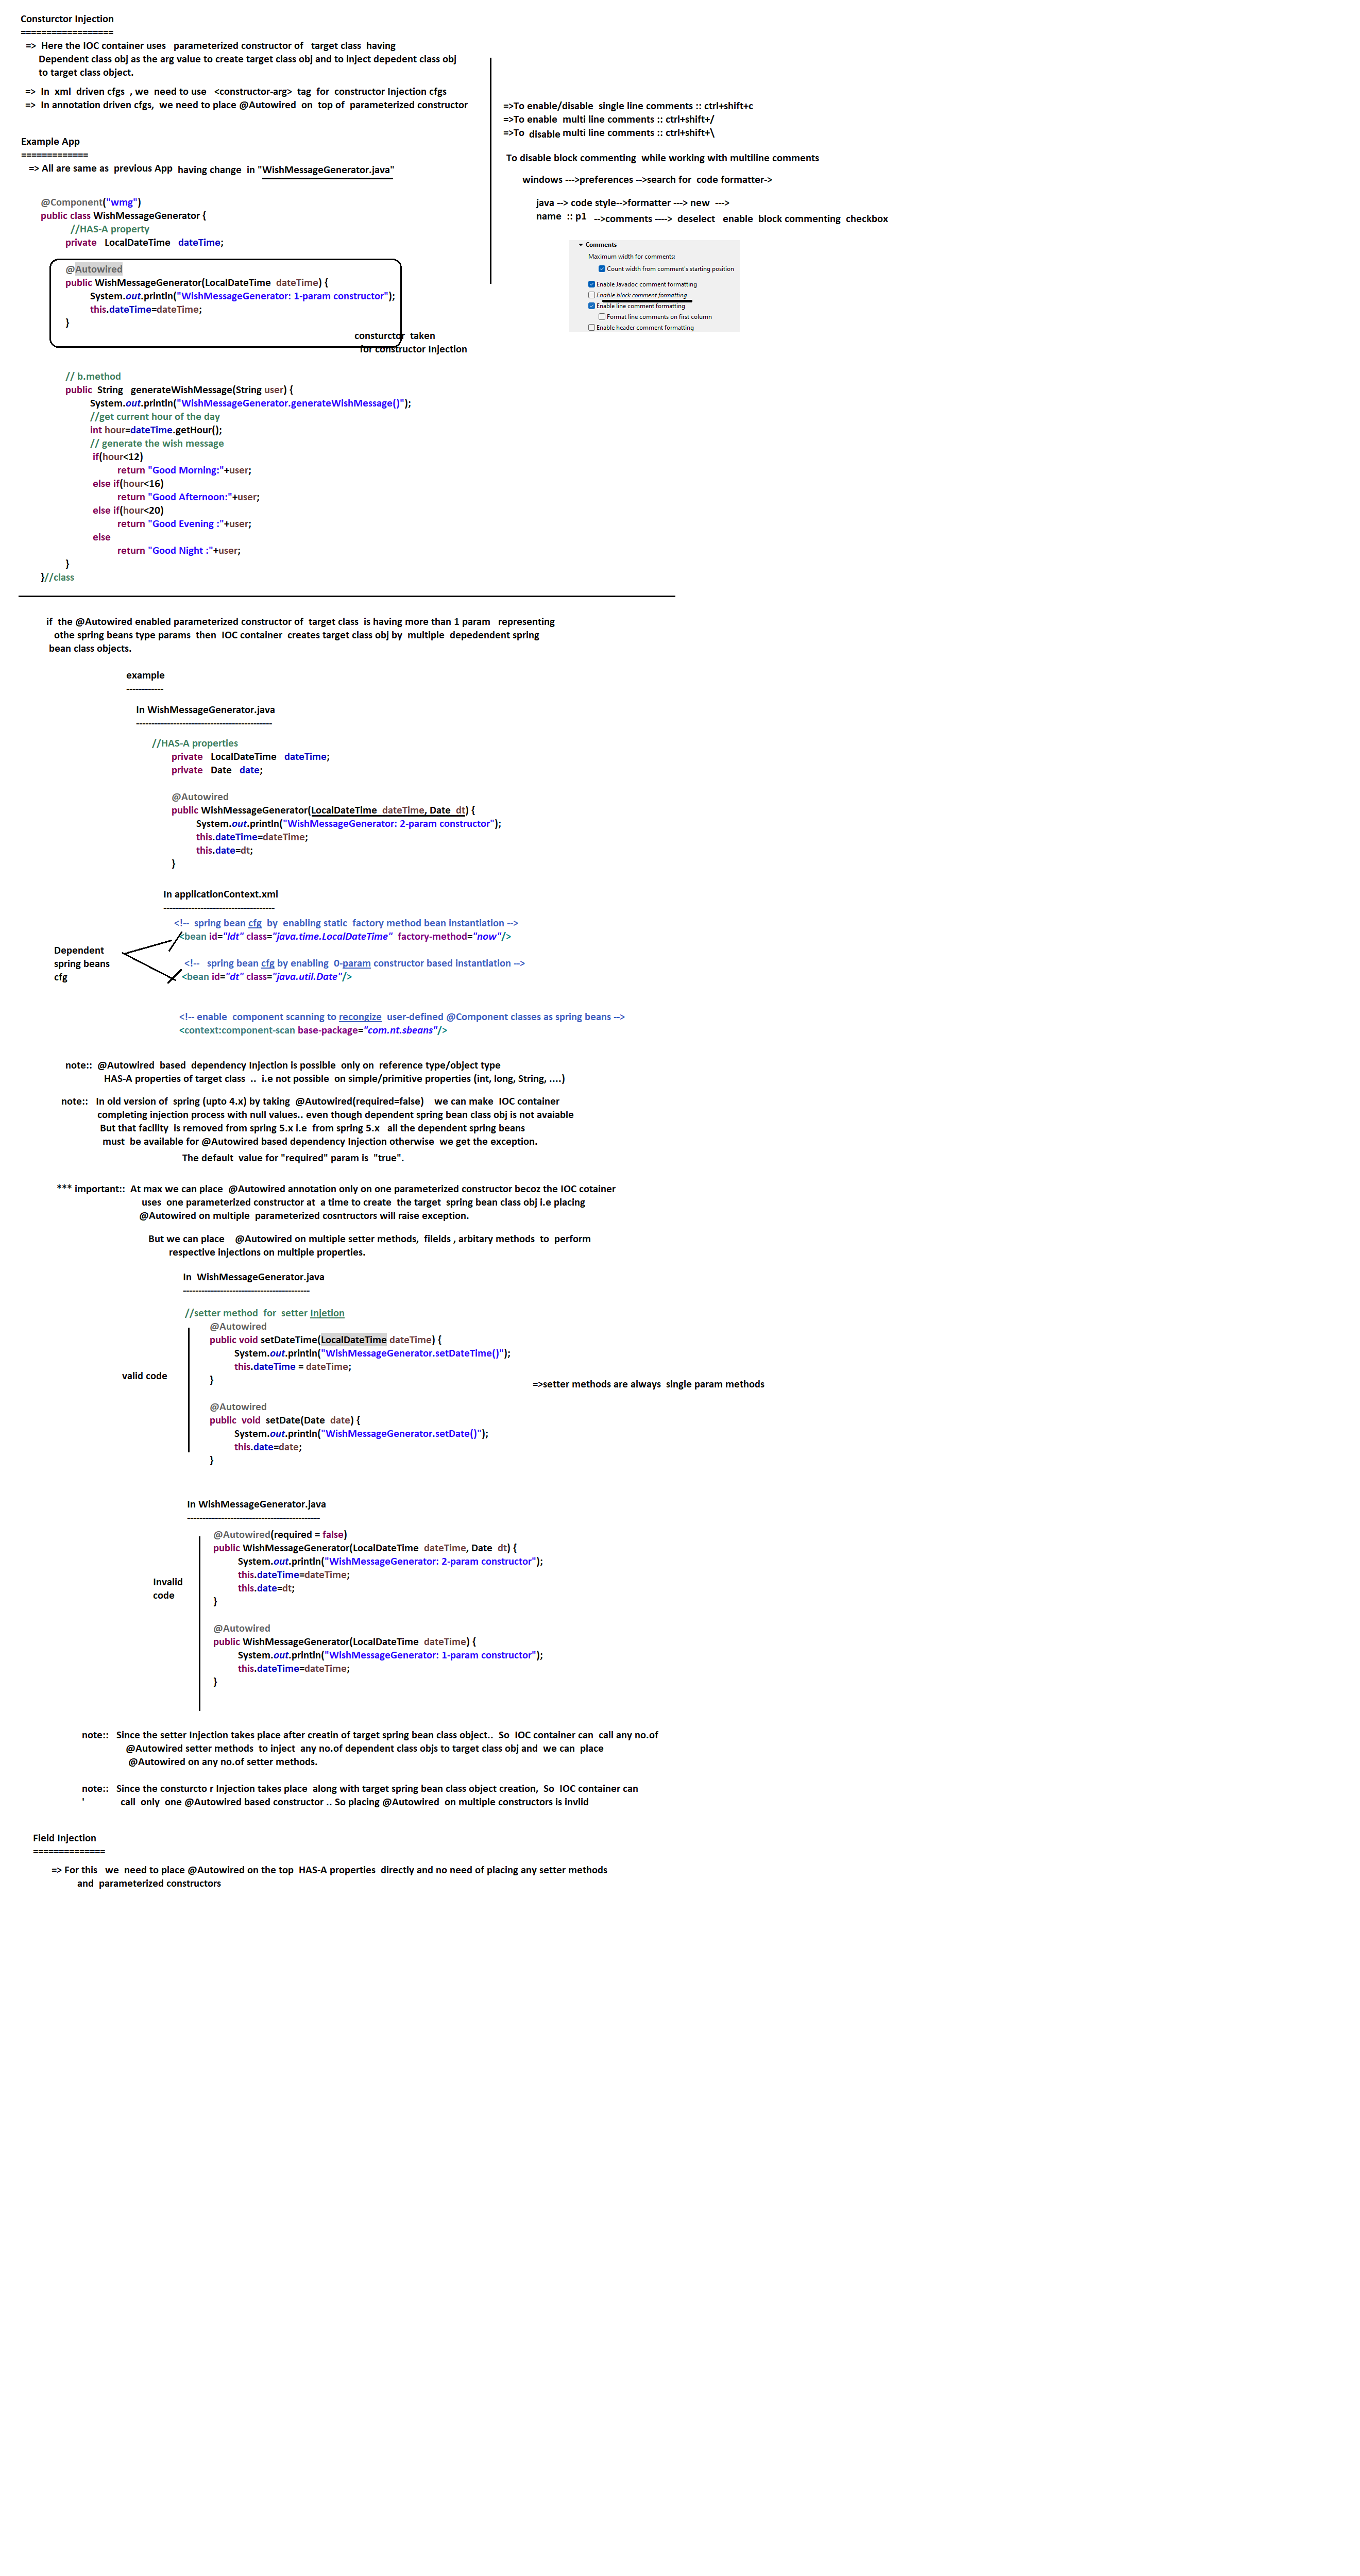 Consturctor Injection
==================
=> Here the IOC container uses parameterized constructor of target class having
Dependent class obj as the arg value to create target class obj and to inject depedent class obj
to target class object.
=> In xml driven cfgs , we need to use <constructor-arg> tag for constructor Injection cfgs
=> In annotation driven cfgs, we need to place @Autowired on top of parameterized constructor
=>To enable/disable single line comments :: ctrl+shift+c
=>To enable multi line comments :: ctrl+shift+/
=>To disable multi line comments :: ctrl+shift+\
To disable block commenting while working with multiline comments
windows --->preferences -->search for code formatter->
java --> code style-->formatter ---> new --->
name :: p1 -->comments ----> deselect enable block commenting checkbox
Comments
Maximum width for comments:
Count width from comment's starting position
Enable Javadoc comment formatting
Enable block comment formatting
Enable line comment formatting
Format line comments on first column
Enable header comment formatting
Example App
=============
=> All are same as previous App having change in "WishMessageGenerator.java"
@Component("wmg")
public class WishMessageGenerator {
//HAS-A property
private LocalDateTime dateTime;
@Autowired
public WishMessageGenerator(LocalDateTime dateTime) {
System.out.println("WishMessageGenerator: 1-param constructor");
this.dateTime=dateTime;
}
consturctor taken
for constructor Injection
// b.method
public String generateWishMessage(String user) {
System.out.println("WishMessageGenerator.generateWishMessage()");
//get current hour of the day
int hour=dateTime.getHour();
// generate the wish message
if(hour<12)
return "Good Morning:"+user;
else if(hour<16)
return "Good Afternoon:"+user;
else if(hour<20)
return "Good Evening :"+user;
else
return "Good Night :"+user;
}
}//class
if the @Autowired enabled parameterized constructor of target class is having more than 1 param representing
othe spring beans type params then IOC container creates target class obj by multiple depedendent spring
bean class objects.
example
------------
In WishMessageGenerator.java
--------------------------------------------
//HAS-A properties
private LocalDateTime dateTime;
private Date date;
@Autowired
public WishMessageGenerator(LocalDateTime dateTime, Date dt) {
System.out.println("WishMessageGenerator: 2-param constructor");
this.dateTime=dateTime;
this.date=dt;
}
In applicationContext.xml
------------------------------------
<!-- spring bean cfg by enabling static factory method bean instantiation -->
<bean id="ldt" class="java.time.LocalDateTime" factory-method="now"/>
Dependent
spring beans
cfg
<!-- spring bean cfg by enabling 0-param constructor based instantiation -->
<bean id="dt" class="java.util.Date"/>
<!-- enable component scanning to recongize user-defined @Component classes as spring beans -->
<context:component-scan base-package="com.nt.sbeans"/>
note:: @Autowired based dependency Injection is possible only on reference type/object type
HAS-A properties of target class .. i.e not possible on simple/primitive properties (int, long, String, ....)
note:: In old version of spring (upto 4.x) by taking @Autowired(required=false) we can make IOC container
completing injection process with null values.. even though dependent spring bean class obj is not avaiable
But that facility is removed from spring 5.x i.e from spring 5.x all the dependent spring beans
must be available for @Autowired based dependency Injection otherwise we get the exception.
The default value for "required" param is "true".
*** important:: At max we can place @Autowired annotation only on one parameterized constructor becoz the IOC cotainer
uses one parameterized constructor at a time to create the target spring bean class obj i.e placing
@Autowired on multiple parameterized cosntructors will raise exception.
But we can place @Autowired on multiple setter methods, filelds , arbitary methods to perform
respective injections on multiple properties.
In WishMessageGenerator.java
-----------------------------------------
//setter method for setter Injetion
@Autowired
public void setDateTime(LocalDateTime dateTime) {
System.out.println("WishMessageGenerator.setDateTime()");
this.dateTime = dateTime;
}
valid code
=>setter methods are always single param methods
@Autowired
public void setDate(Date date) {
System.out.println("WishMessageGenerator.setDate()");
this.date=date;
}
In WishMessageGenerator.java
-------------------------------------------
@Autowired(required = false)
public WishMessageGenerator(LocalDateTime dateTime, Date dt) {
System.out.println("WishMessageGenerator: 2-param constructor");
this.dateTime=dateTime;
this.date=dt;
}
Invalid
code
@Autowired
public WishMessageGenerator(LocalDateTime dateTime) {
System.out.println("WishMessageGenerator: 1-param constructor");
this.dateTime=dateTime;
}
note:: Since the setter Injection takes place after creatin of target spring bean class object.. So IOC container can call any no.of
@Autowired setter methods to inject any no.of dependent class objs to target class obj and we can place
@Autowired on any no.of setter methods.
note:: Since the consturcto r Injection takes place along with target spring bean class object creation, So IOC container can
' call only one @Autowired based constructor .. So placing @Autowired on multiple constructors is invlid
Field Injection
==============
=> For this we need to place @Autowired on the top HAS-A properties directly and no need of placing any setter methods
and parameterized constructors